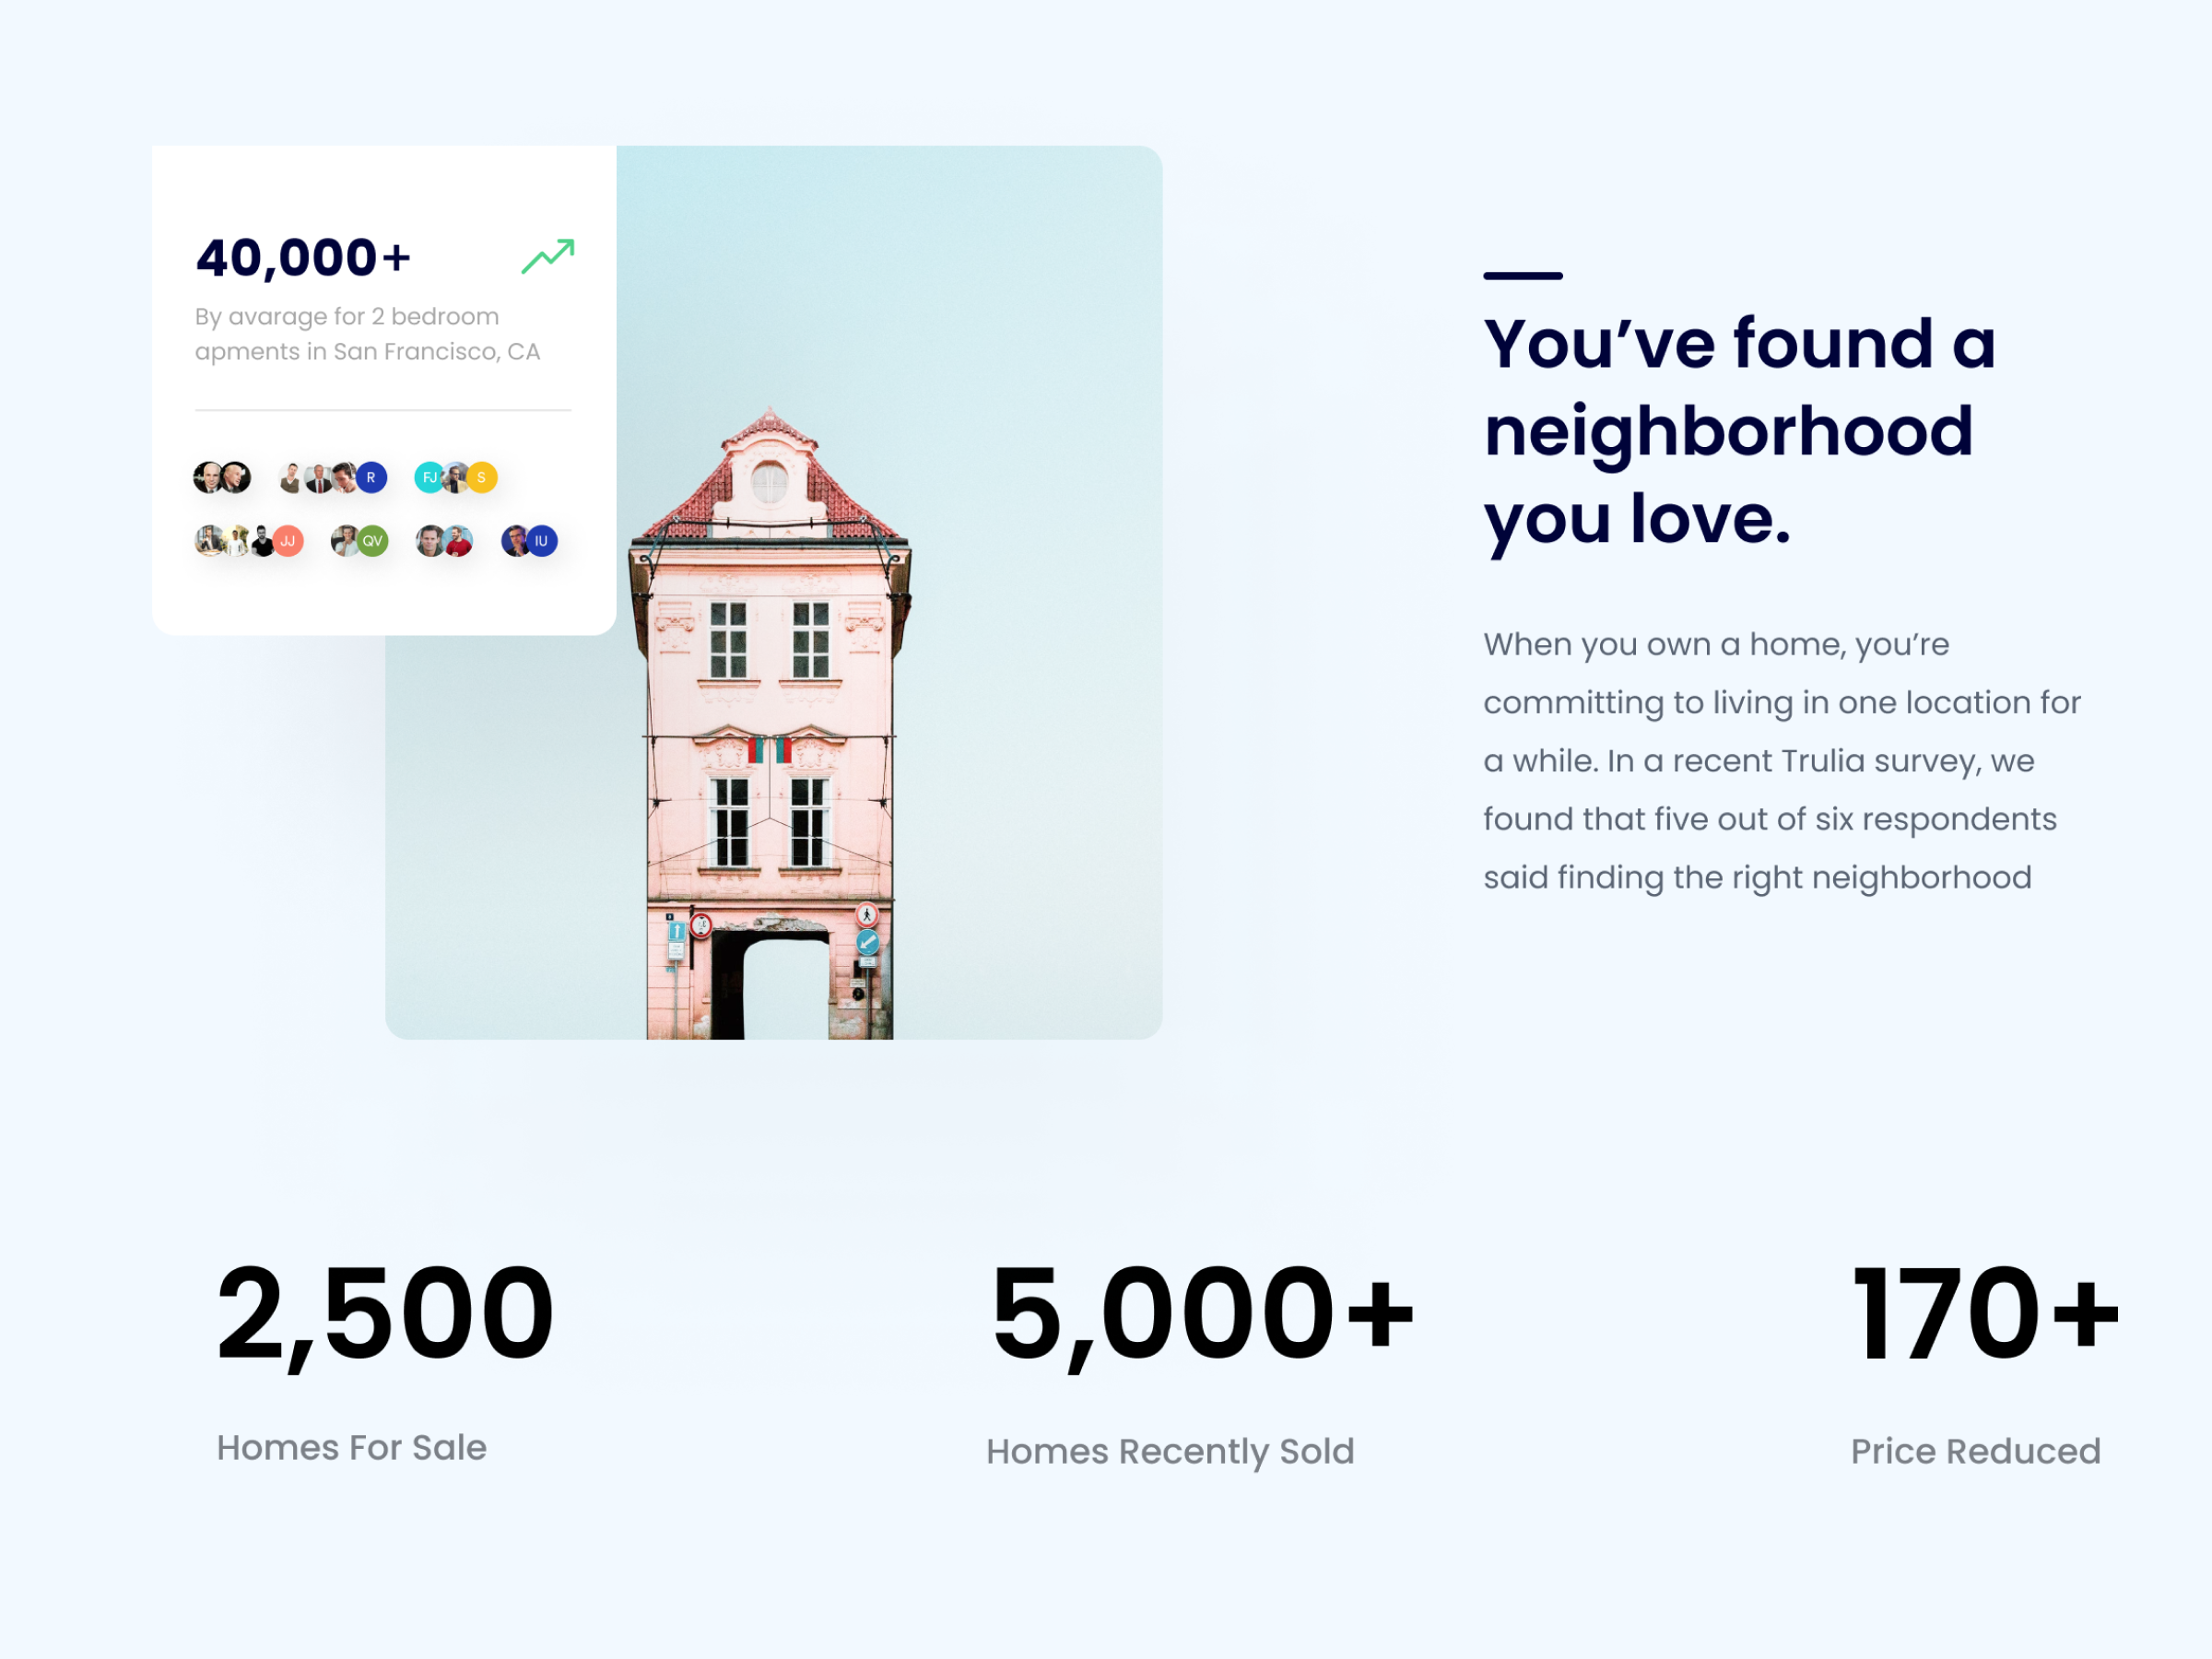 40,000+
By avarage for 2 bedroom
apments in San Francisco, CA
R
FJ
S
JJ
QV
IU
You’ve found a
neighborhood
you love.
When you own a home, you’re
committing to living in one location for
a while. In a recent Trulia survey, we
found that five out of six respondents
said finding the right neighborhood
2,500
5,000+
170+
Homes For Sale
Homes Recently Sold
Price Reduced